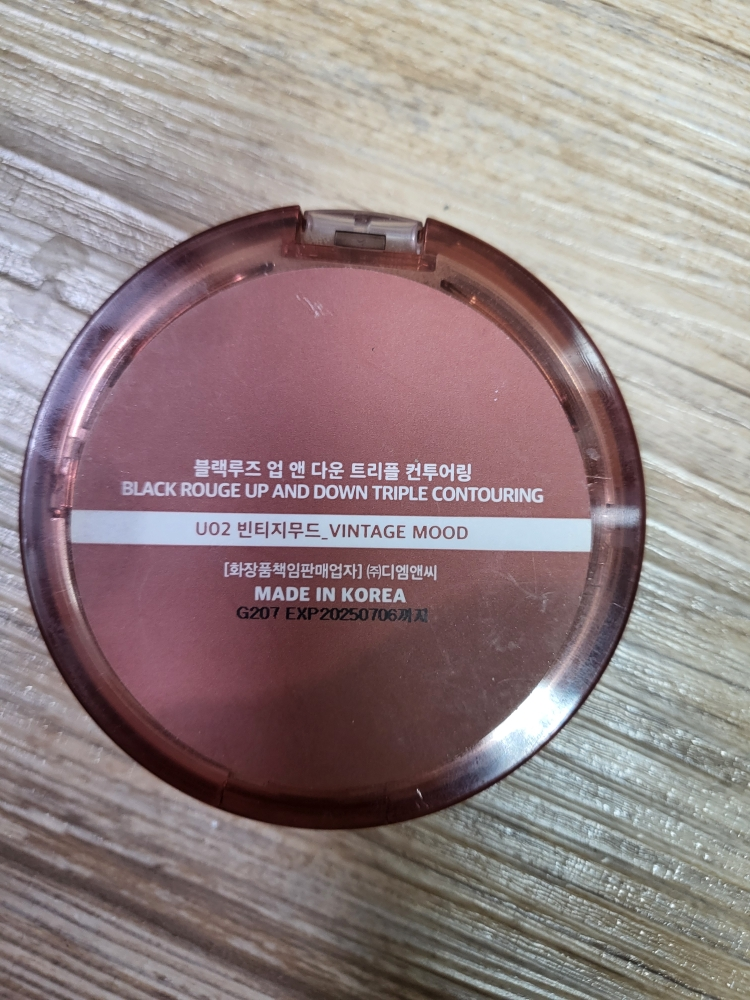 블랙루즈 업 앤 다운 트리플 컨투어링
BLACK ROUGE UP AND DOWN TRIPLE CONTOURING
U02 빈티지무드_VINTAGE MOOD
[화장품책임판매업자] ㈜디엠앤씨
MADE IN KOREA
G207 EXP20250706까지